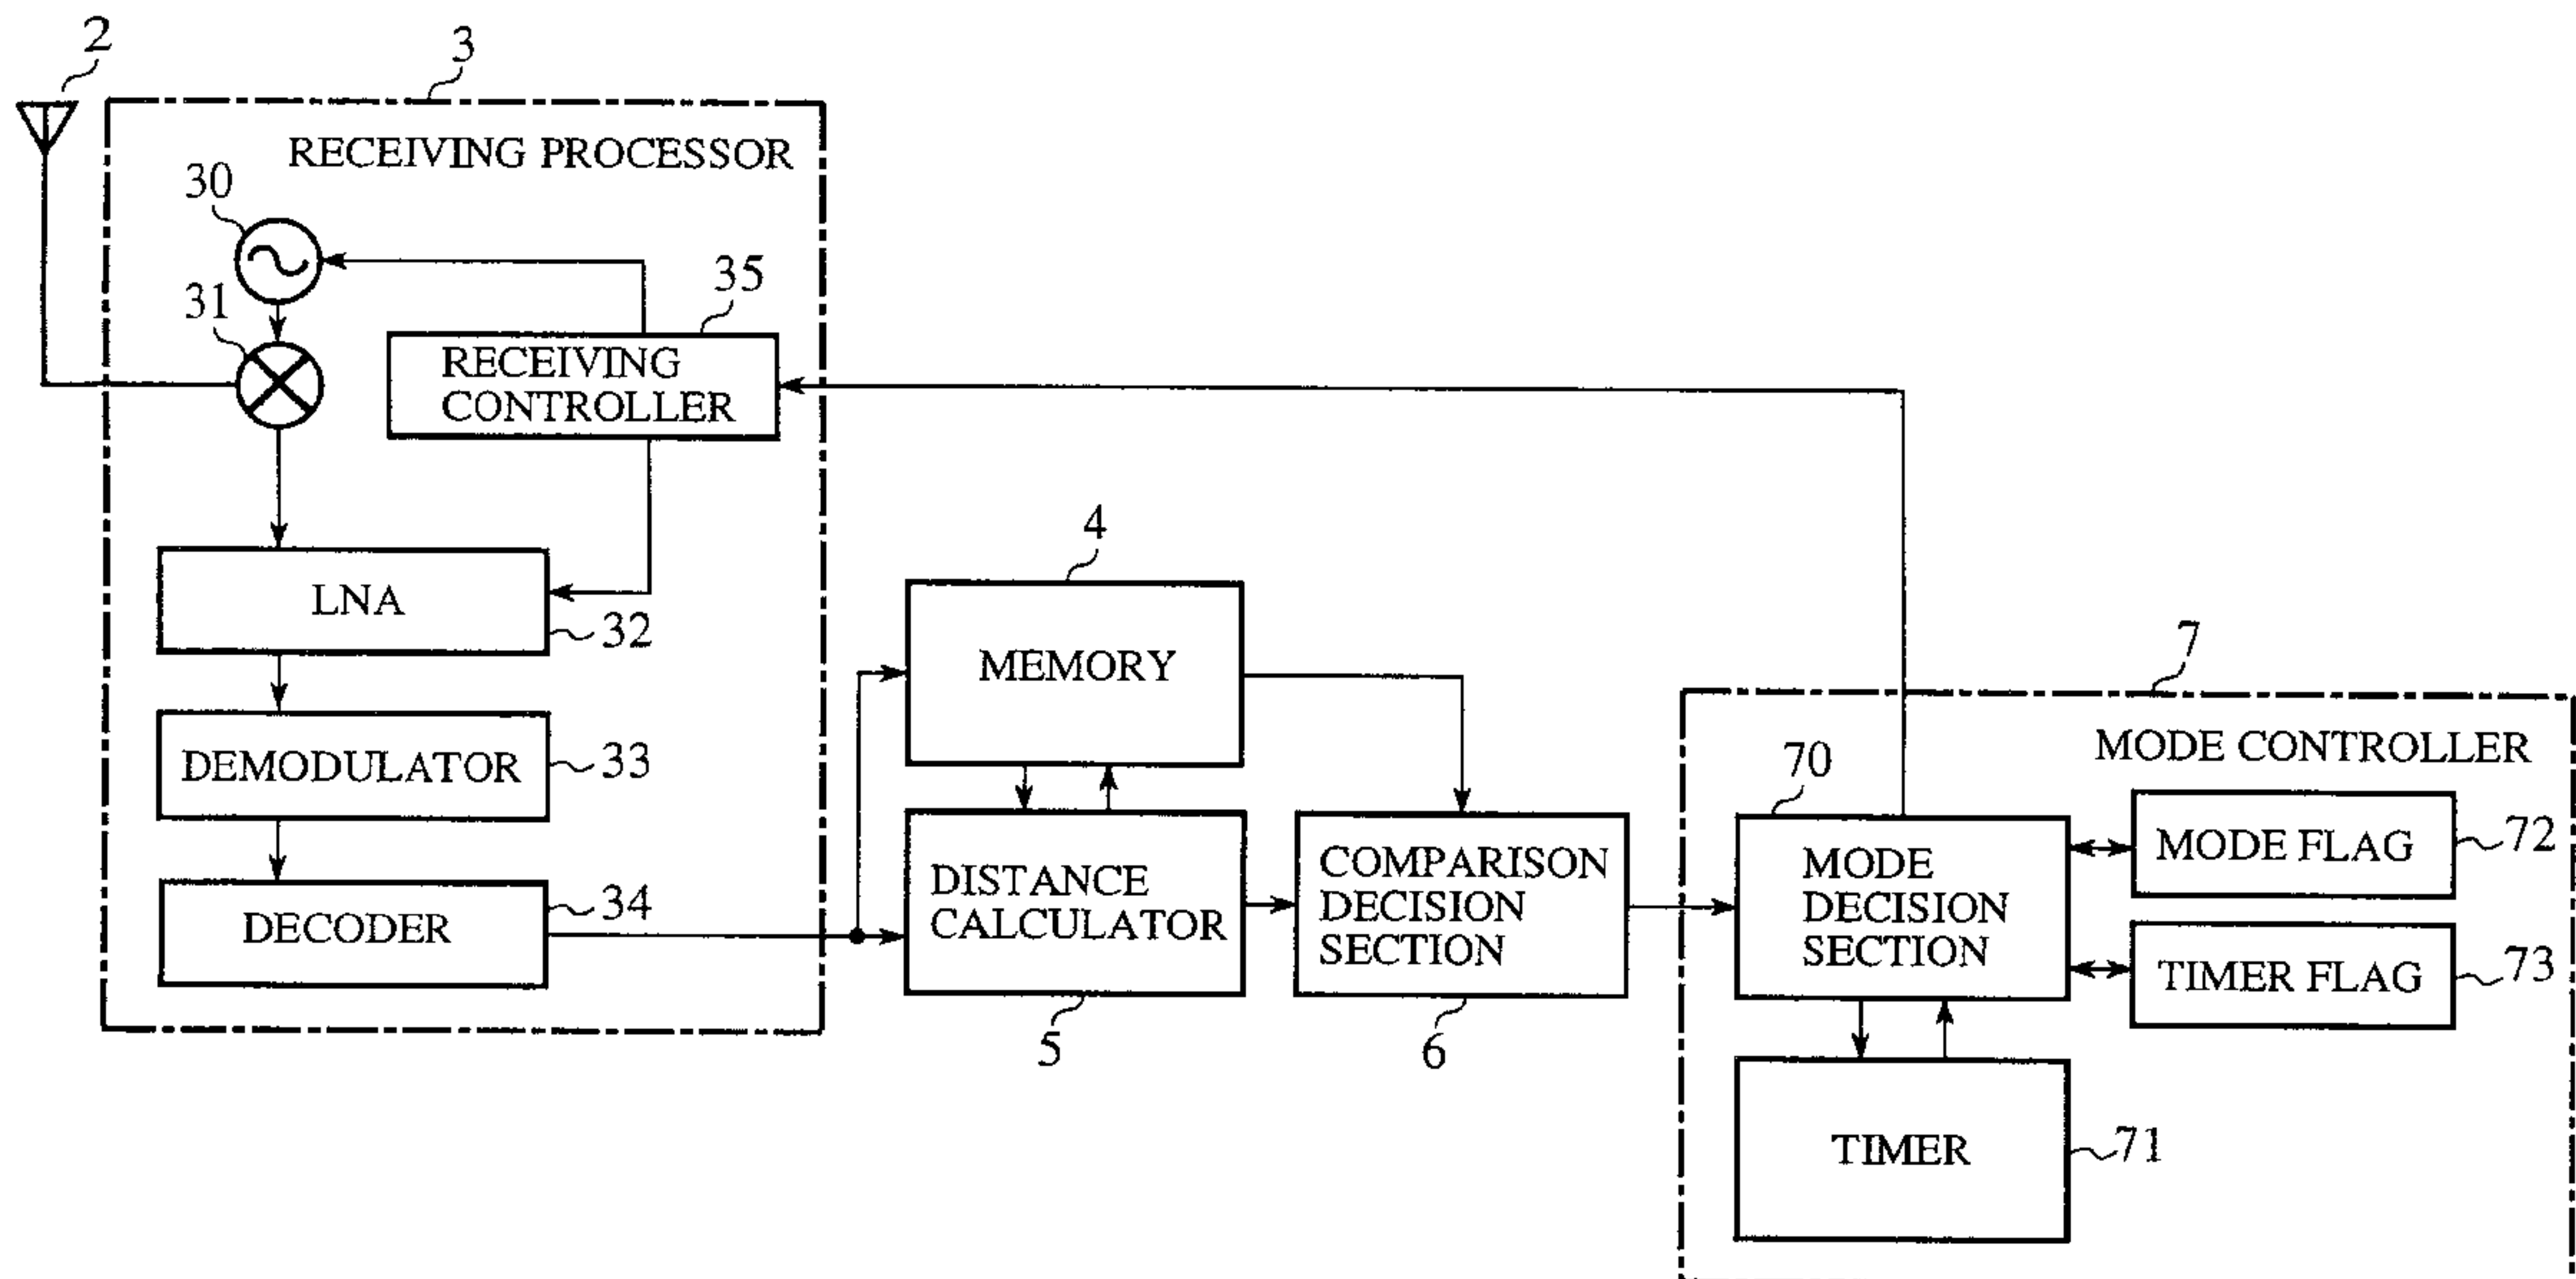 2
3
RECEIVING PROCESSOR
30
31
35
RECEIVING
CONTROLLER
LNA
32
DEMODULATOR
33
DECODER
34
4
MEMORY
DISTANCE
CALCULATOR
5
COMPARISON
DECISION
SECTION
6
7
MODE CONTROLLER
70
MODE
DECISION
SECTION
MODE FLAG
72
TIMER FLAG
73
TIMER
71